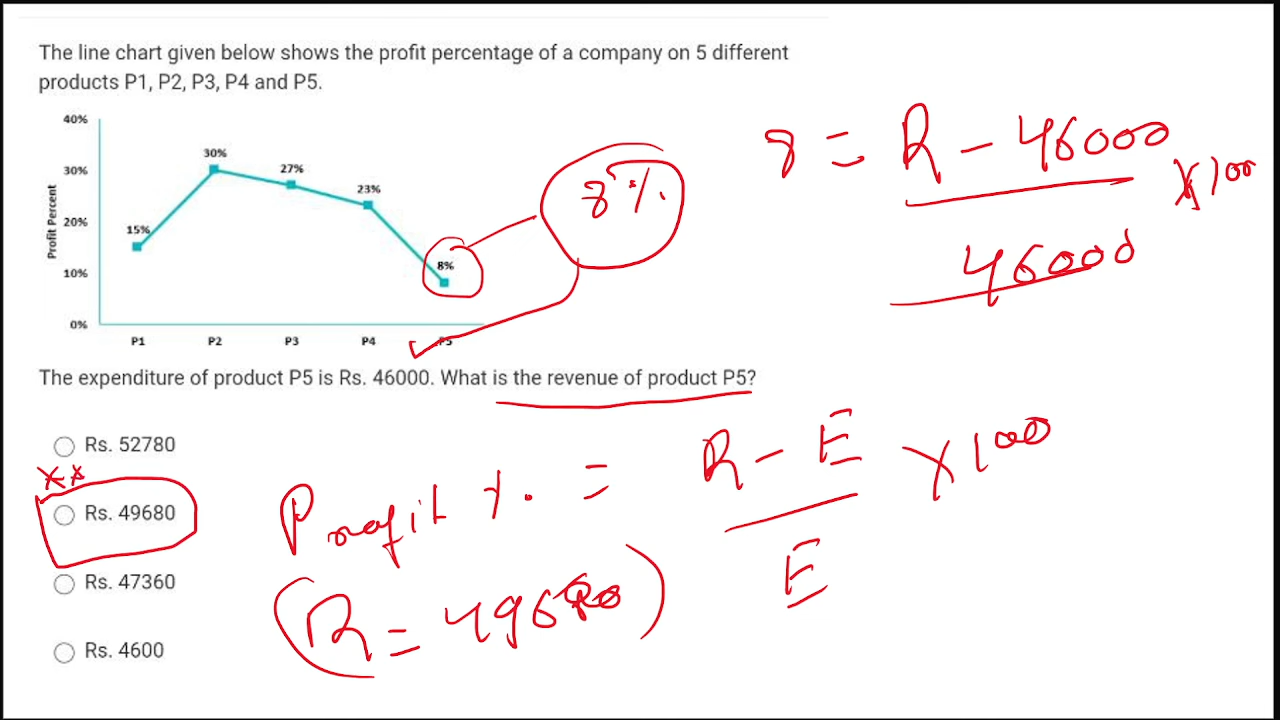 The line chart given below shows the profit percentage of a company on 5 different
products P1, P2, P3, P4 and P5.
40%
30%
20%
10%
0%
Profit Percent
15%
30%
27%
23%
8%
P1
P2
P3
P4
P5
8%
8 = R - 46000 x 100
46000
The expenditure of product P5 is Rs. 46000. What is the revenue of product P5?
Rs. 52780
Rs. 49680
Rs. 47360
Rs. 4600
Profit %. = R - E x 100
E
R = 49680